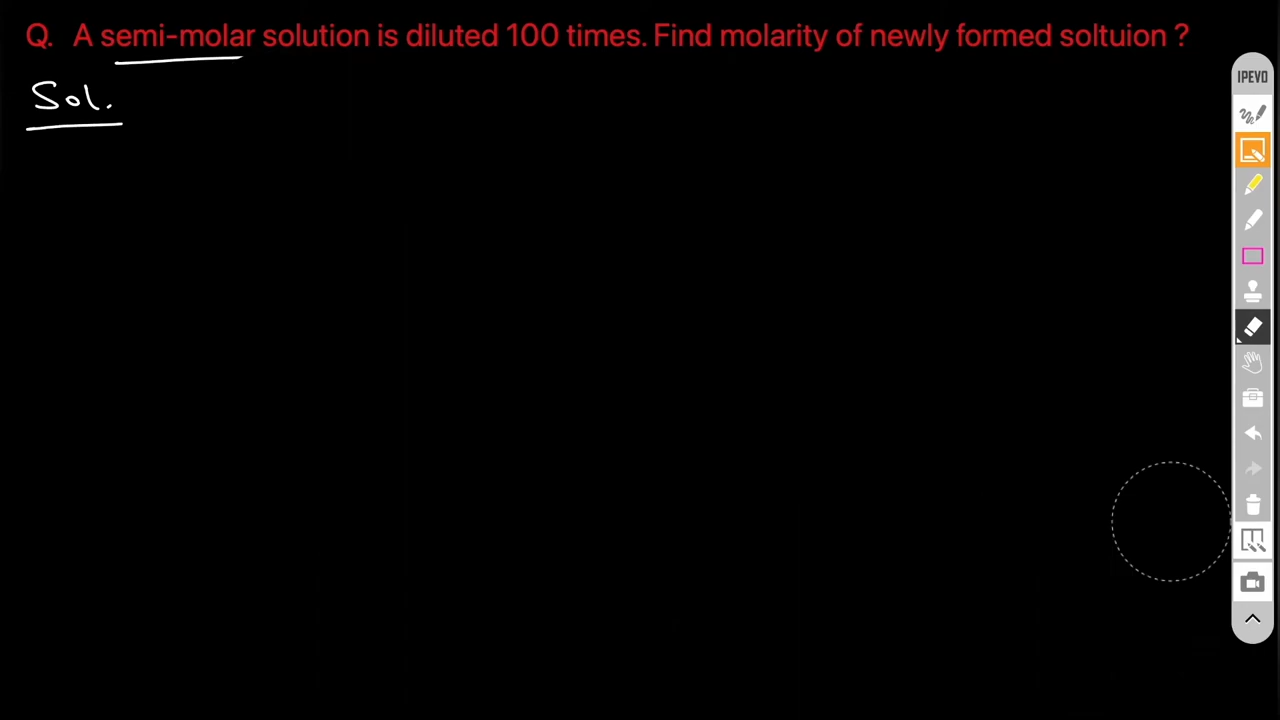 Q. A semi-molar solution is diluted 100 times. Find molarity of newly formed soltuion ?
Sol.
IPEVO